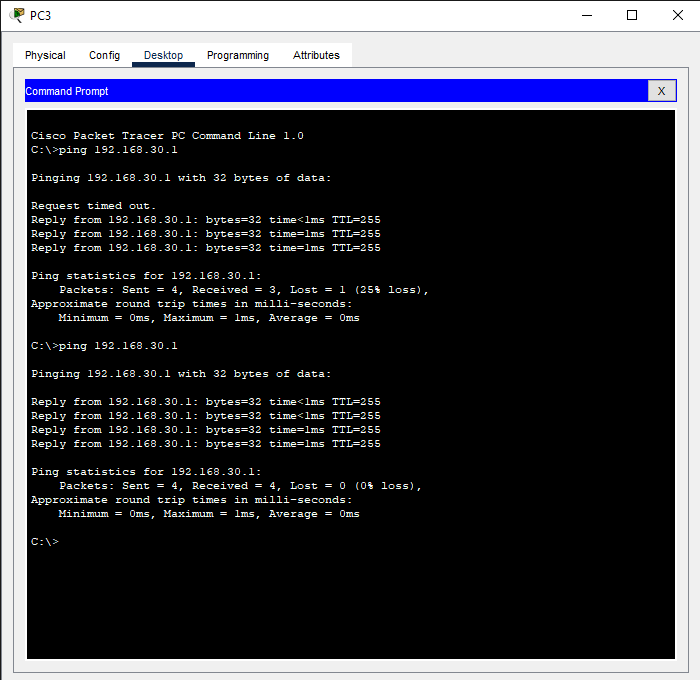 PC3
Physical Config Desktop Programming Attributes
Command Prompt X
Cisco Packet Tracer PC Command Line 1.0
C:\>ping 192.168.30.1
Pinging 192.168.30.1 with 32 bytes of data:
Request timed out.
Reply from 192.168.30.1: bytes=32 time<1ms TTL=255
Reply from 192.168.30.1: bytes=32 time=1ms TTL=255
Reply from 192.168.30.1: bytes=32 time=1ms TTL=255
Ping statistics for 192.168.30.1:
Packets: Sent = 4, Received = 3, Lost = 1 (25% loss),
Approximate round trip times in milli-seconds:
Minimum = 0ms, Maximum = 1ms, Average = 0ms
C:\>ping 192.168.30.1
Pinging 192.168.30.1 with 32 bytes of data:
Reply from 192.168.30.1: bytes=32 time<1ms TTL=255
Reply from 192.168.30.1: bytes=32 time<1ms TTL=255
Reply from 192.168.30.1: bytes=32 time=1ms TTL=255
Reply from 192.168.30.1: bytes=32 time=1ms TTL=255
Ping statistics for 192.168.30.1:
Packets: Sent = 4, Received = 4, Lost = 0 (0% loss),
Approximate round trip times in milli-seconds:
Minimum = 0ms, Maximum = 1ms, Average = 0ms
C:\>